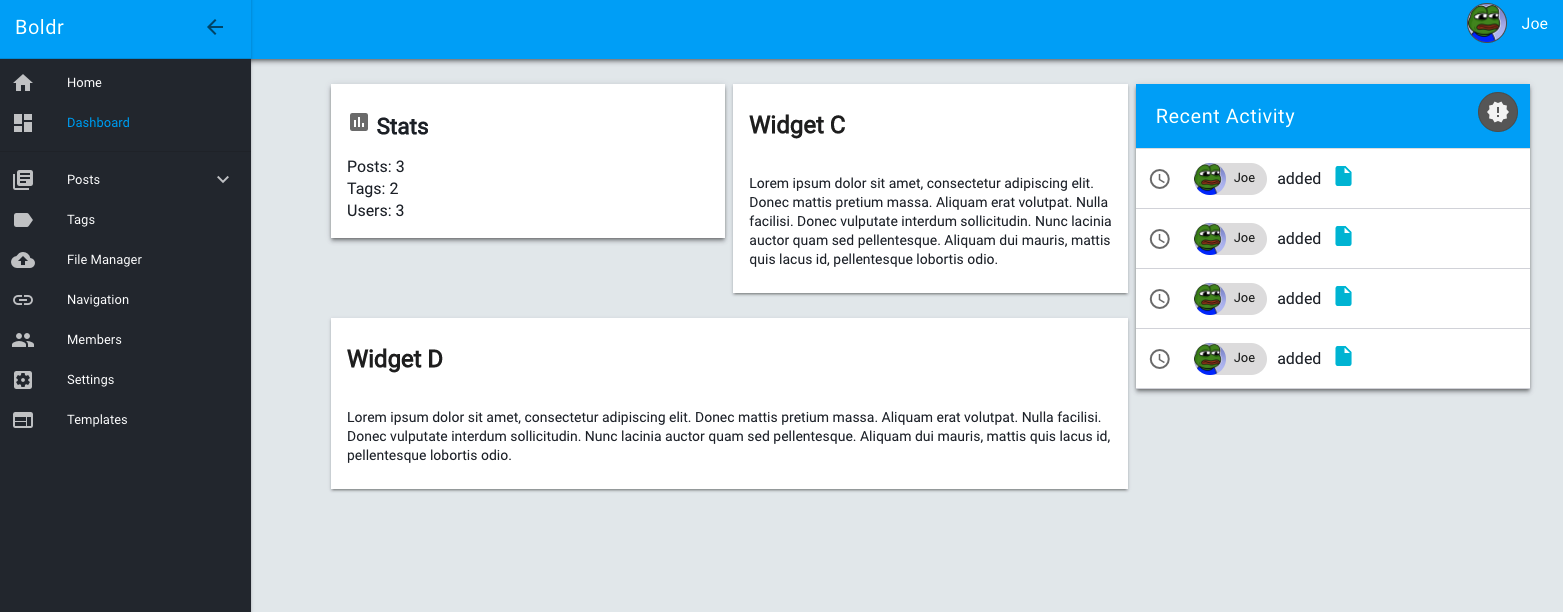 Boldr
Joe
Home
Dashboard
Posts
Tags
File Manager
Navigation
Members
Settings
Templates
Stats
Posts: 3
Tags: 2
Users: 3
Widget C
Lorem ipsum dolor sit amet, consectetur adipiscing elit.
Donec mattis pretium massa. Aliquam erat volutpat. Nulla
facilisi. Donec vulputate interdum sollicitudin. Nunc lacinia
auctor quam sed pellentesque. Aliquam dui mauris, mattis
quis lacus id, pellentesque lobortis odio.
Widget D
Lorem ipsum dolor sit amet, consectetur adipiscing elit. Donec mattis pretium massa. Aliquam erat volutpat. Nulla facilisi.
Donec vulputate interdum sollicitudin. Nunc lacinia auctor quam sed pellentesque. Aliquam dui mauris, mattis quis lacus id,
pellentesque lobortis odio.
Recent Activity
Joe added
Joe added
Joe added
Joe added